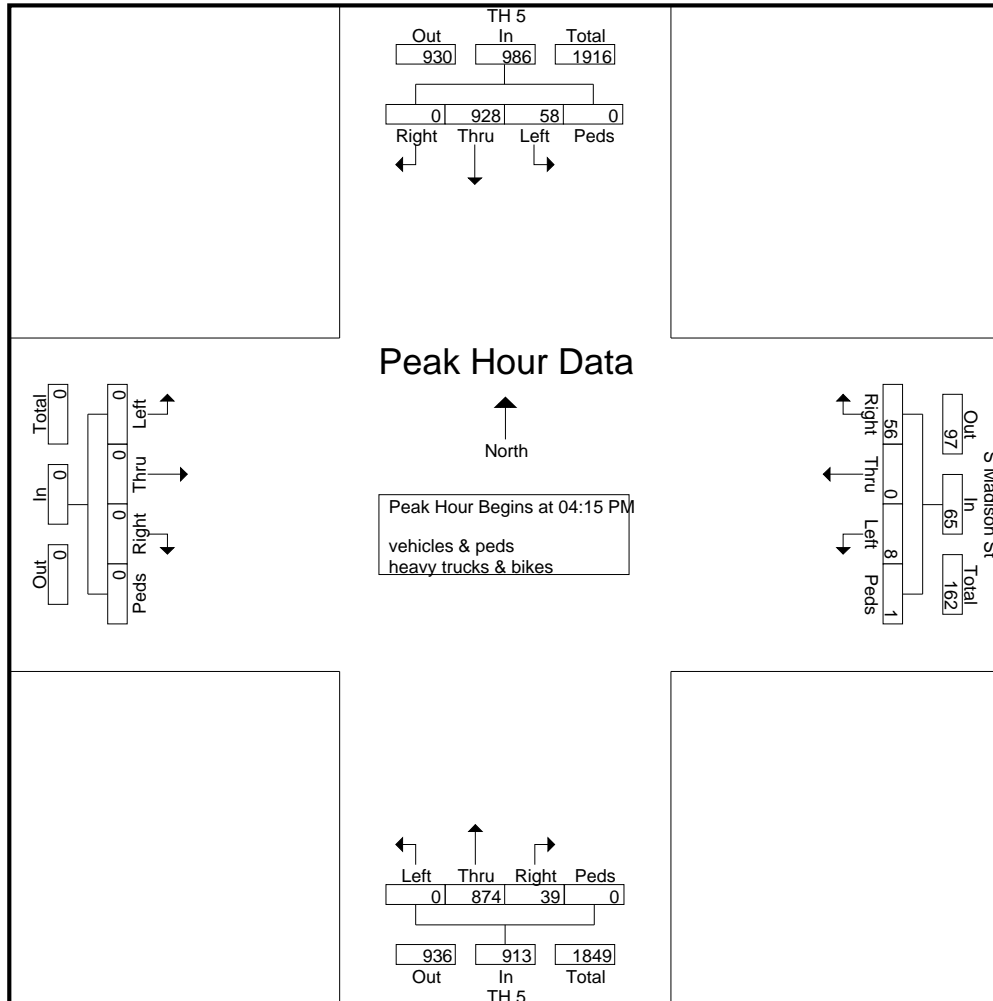 TH 5
Out In Total
930 986 1916
0 928 58 0
Right Thru Left Peds
Peak Hour Data
North
Peak Hour Begins at 04:15 PM
vehicles & peds
heavy trucks & bikes
Total In Out
0 0 0
0 0 0 0
Left Thru Right Peds
S Madison St
Out In Total
97 65 162
56 0 8 1
Right Thru Left Peds
Left Thru Right Peds
0 874 39 0
936 913 1849
Out In Total
TH 5